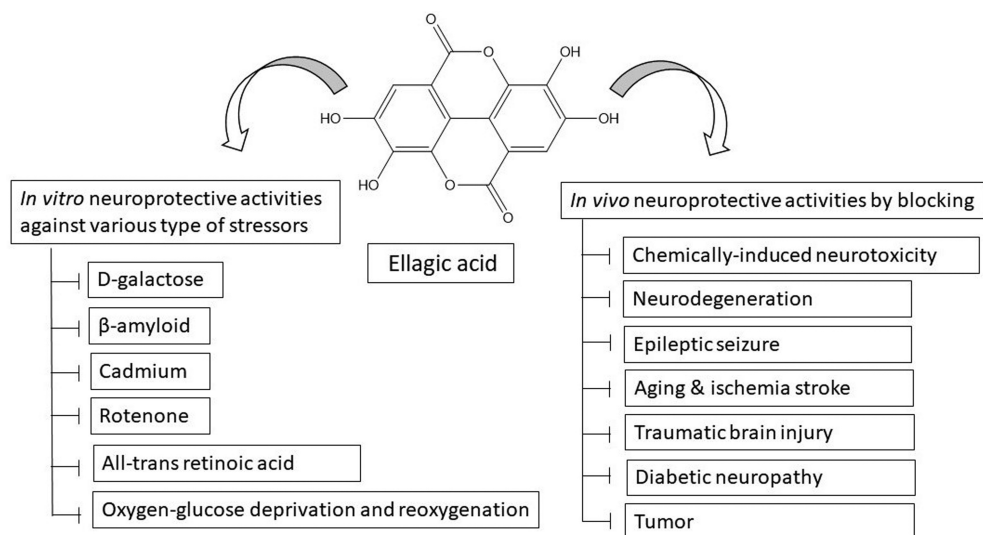 O
O
OH
HO
OH
HO
O
O
In vitro neuroprotective activities
against various type of stressors
D-galactose
β-amyloid
Cadmium
Rotenone
All-trans retinoic acid
Oxygen-glucose deprivation and reoxygenation
Ellagic acid
In vivo neuroprotective activities by blocking
Chemically-induced neurotoxicity
Neurodegeneration
Epileptic seizure
Aging & ischemia stroke
Traumatic brain injury
Diabetic neuropathy
Tumor